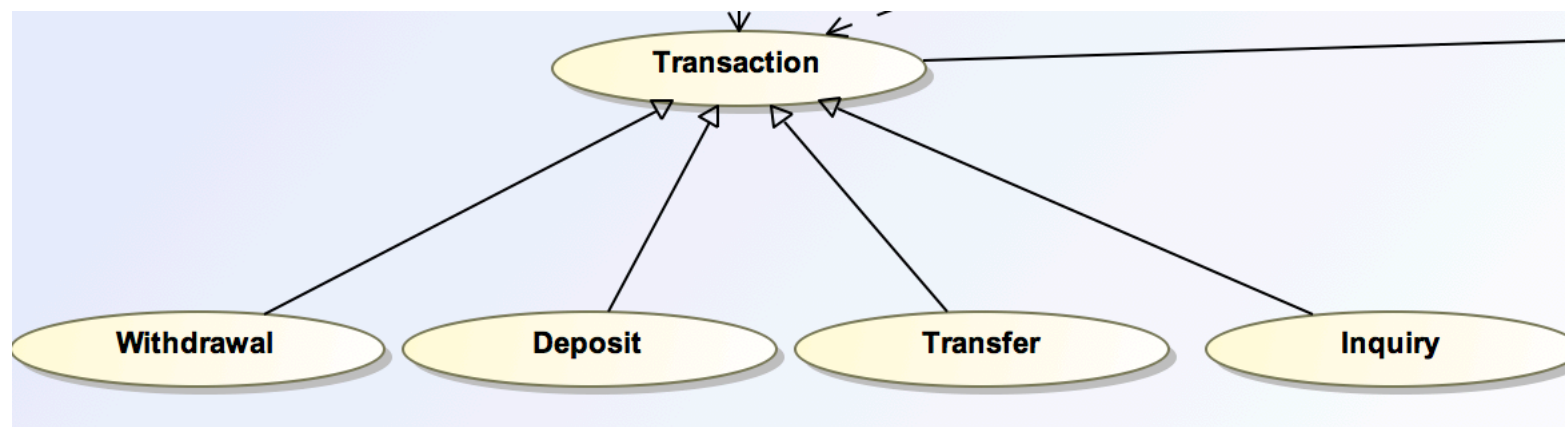 Transaction
Withdrawal
Deposit
Transfer
Inquiry